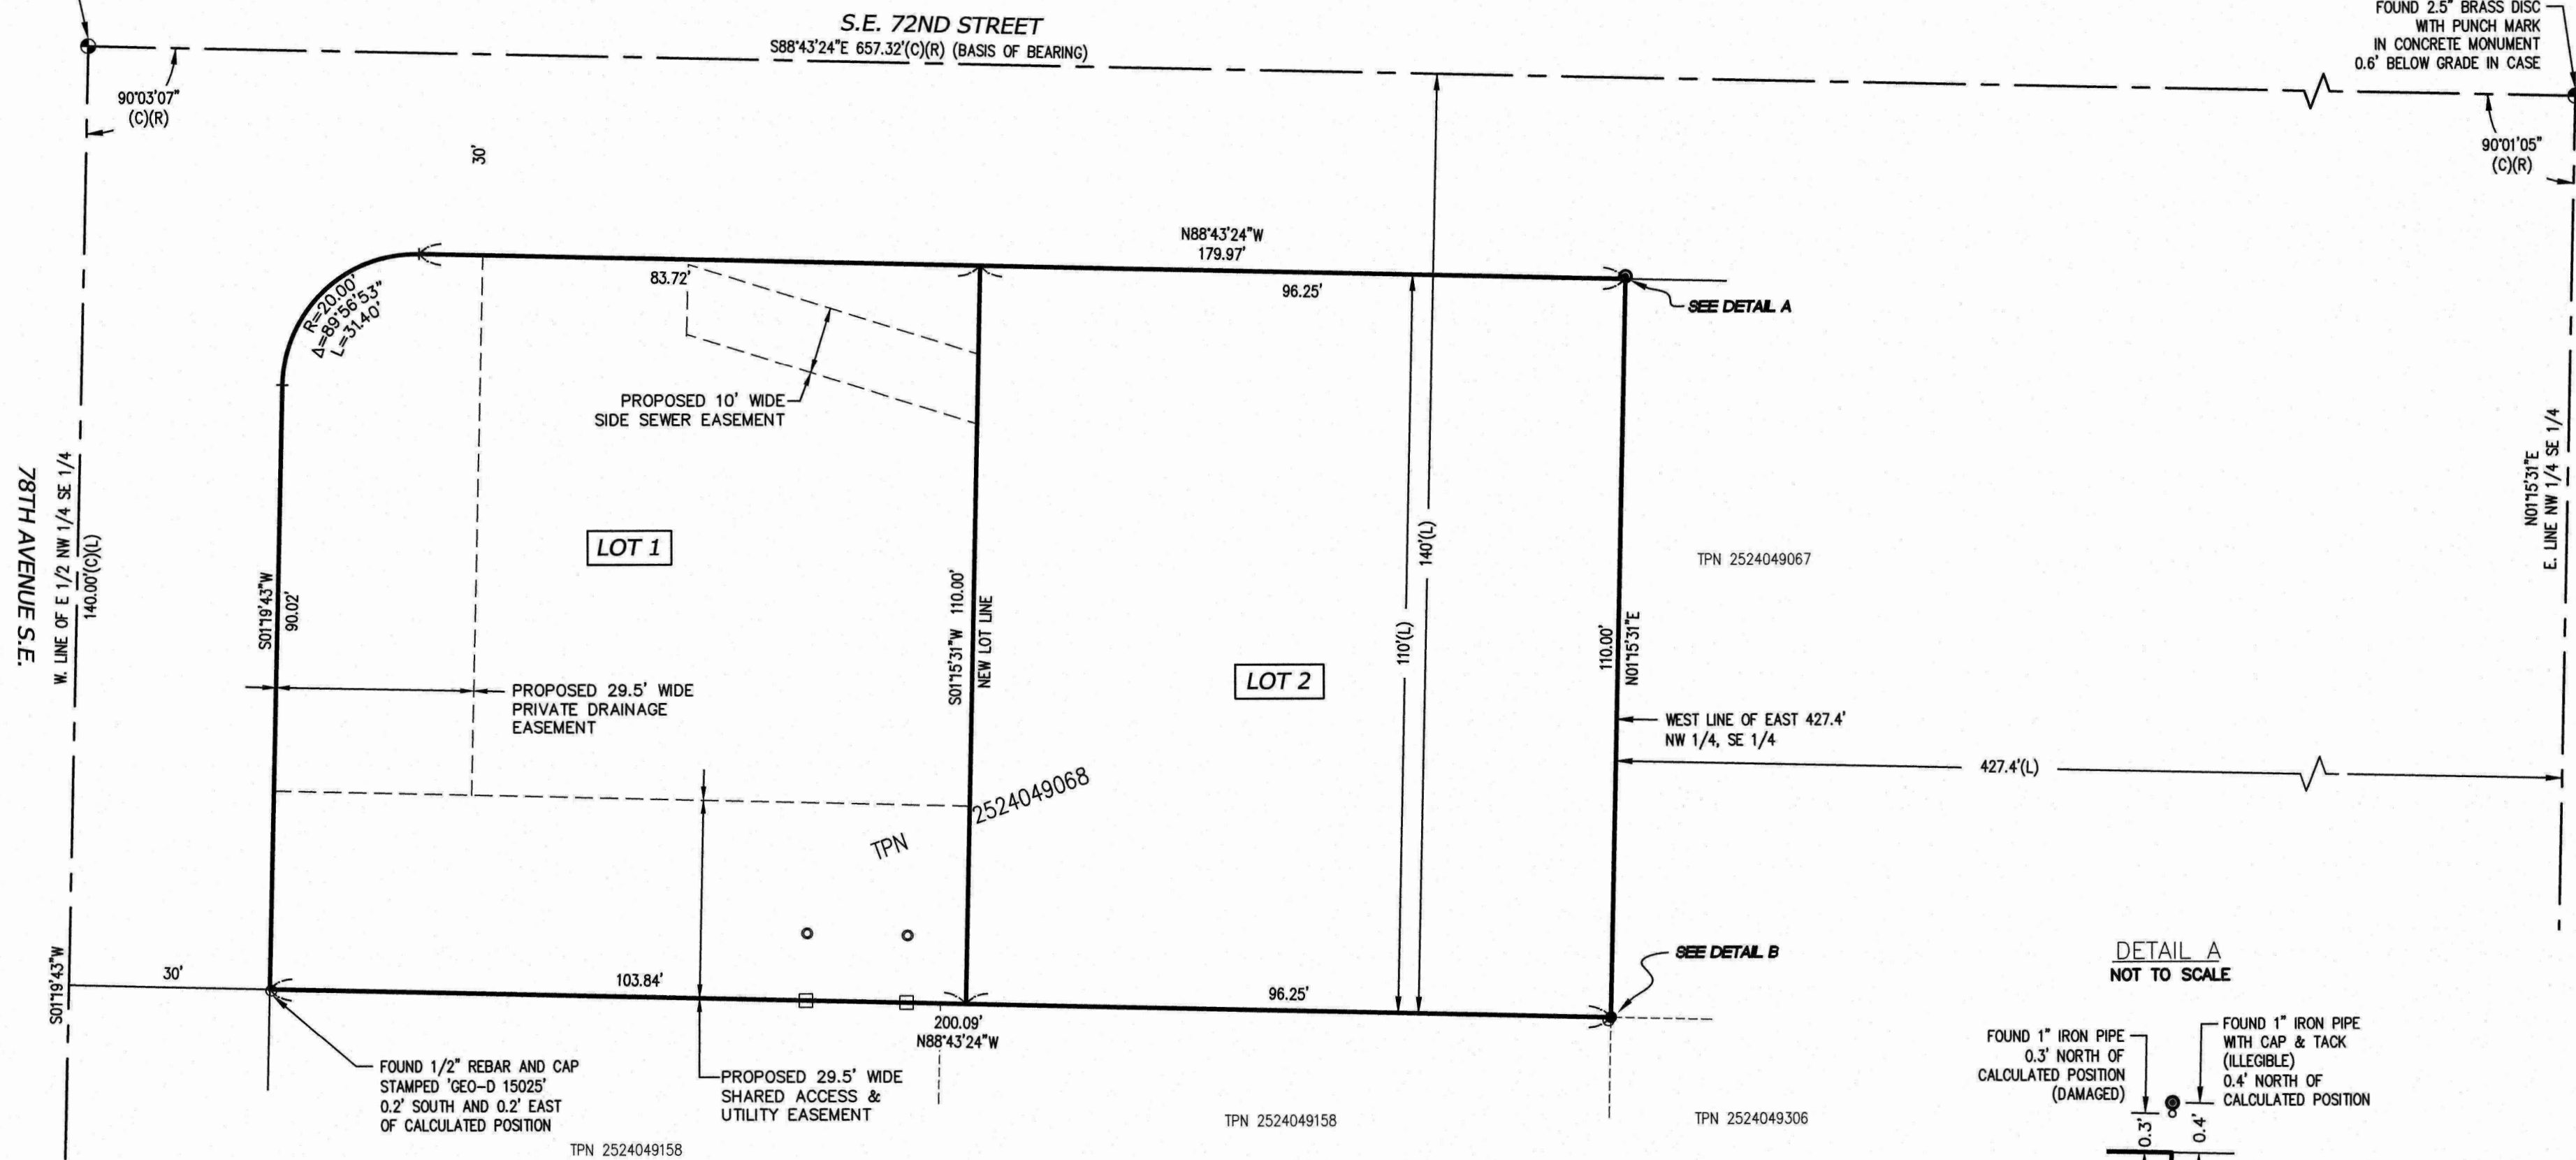 S.E. 72ND STREET
S88°43'24"E 657.32'(C)(R) (BASIS OF BEARING)
FOUND 2.5" BRASS DISC
WITH PUNCH MARK
IN CONCRETE MONUMENT
0.6' BELOW GRADE IN CASE
90°03'07"
(C)(R)
30'
90°01'05"
(C)(R)
N88°43'24"W
179.97'
83.72'
96.25'
SEE DETAIL A
R=20.00'
Δ=89°56'53"
L=31.40'
PROPOSED 10' WIDE
SIDE SEWER EASEMENT
78TH AVENUE S.E.
W. LINE OF E 1/2 NW 1/4 SE 1/4
140.00'(C)(L)
S01°19'43"W
90.02'
LOT 1
S01°15'31"W 110.00'
NEW LOT LINE
LOT 2
110'(L)
140'(L)
110.00'
N01°15'31"E
TPN 2524049067
N01°15'31"E
E. LINE NW 1/4 SE 1/4
PROPOSED 29.5' WIDE
PRIVATE DRAINAGE
EASEMENT
WEST LINE OF EAST 427.4'
NW 1/4, SE 1/4
427.4'(L)
TPN 2524049068
S01°19'43"W
30'
103.84'
96.25'
SEE DETAIL B
200.09'
N88°43'24"W
FOUND 1/2" REBAR AND CAP
STAMPED 'GEO-D 15025'
0.2' SOUTH AND 0.2' EAST
OF CALCULATED POSITION
PROPOSED 29.5' WIDE
SHARED ACCESS &
UTILITY EASEMENT
TPN 2524049158
TPN 2524049158
TPN 2524049306
DETAIL A
NOT TO SCALE
FOUND 1" IRON PIPE
0.3' NORTH OF
CALCULATED POSITION
(DAMAGED)
FOUND 1" IRON PIPE
WITH CAP & TACK
(ILLEGIBLE)
0.4' NORTH OF
CALCULATED POSITION
0.3'
0.4'